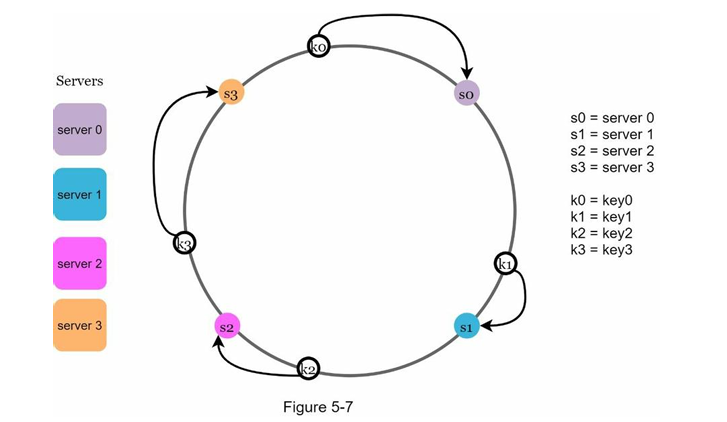 Servers
server 0
server 1
server 2
server 3
k0
s0
s3
k3
k1
s2
s1
k2
s0 = server 0
s1 = server 1
s2 = server 2
s3 = server 3
k0 = key0
k1 = key1
k2 = key2
k3 = key3
Figure 5-7